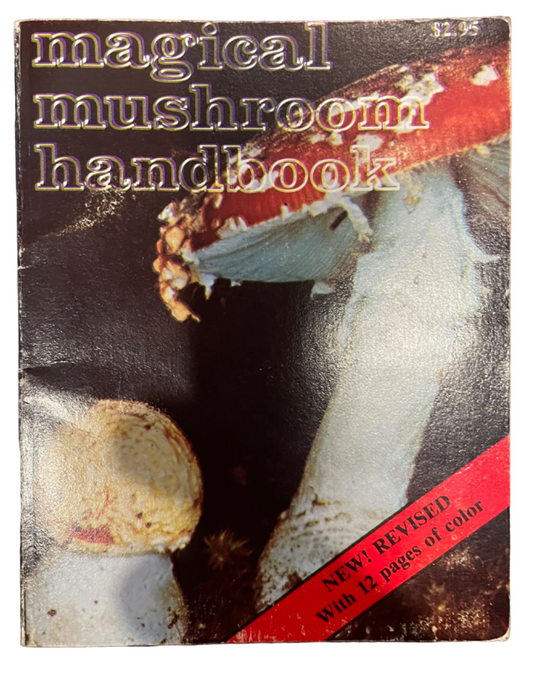 $2.95
magical
mushroom
handbook
NEW! REVISED
With 12 pages of color